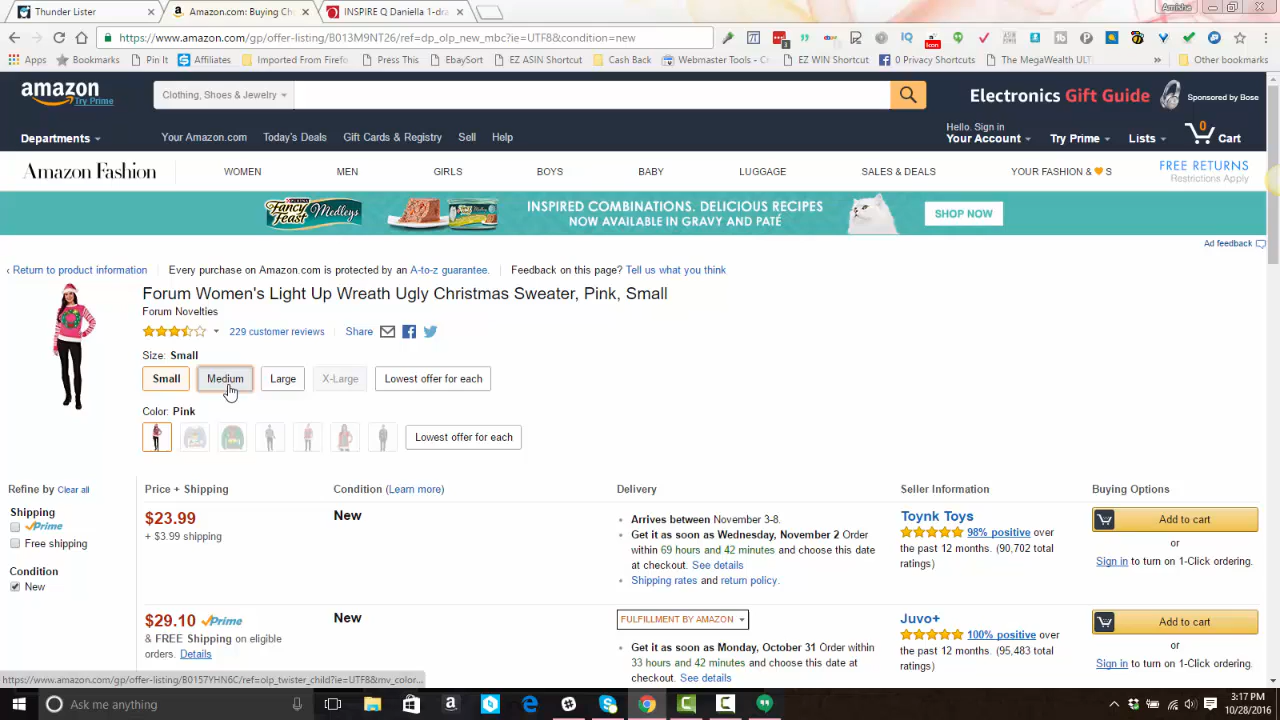 Thunder Lister
Amazon.com: Buying Ch
INSPIRE Q Daniella 1-dra
Amisha
https://www.amazon.com/gp/offer-listing/B013M9NT26/ref=dp_olp_new_mbc?ie=UTF8&condition=new
Apps
Bookmarks
Pin It
Affiliates
Imported From Firefo
Press This
EbaySoft
EZ ASIN Shortcut
Cash Back
Webmaster Tools - C
EZ WIN Shortcut
0 Privacy Shortcuts
The MegaWealth ULT
Other bookmarks
amazon
Try Prime
Clothing, Shoes & Jewelry
Electronics Gift Guide
Sponsored by Bose
Departments
Your Amazon.com
Today's Deals
Gift Cards & Registry
Sell
Help
Hello. Sign in
Your Account
Try Prime
Lists
0
Cart
Amazon Fashion
WOMEN
MEN
GIRLS
BOYS
BABY
LUGGAGE
SALES & DEALS
YOUR FASHION & S
FREE RETURNS
Restrictions Apply
Fancy Feast Medleys
INSPIRED COMBINATIONS. DELICIOUS RECIPES
NOW AVAILABLE IN GRAVY AND PATÉ
SHOP NOW
Ad feedback
‹ Return to product information
Every purchase on Amazon.com is protected by an A-to-z guarantee.
Feedback on this page? Tell us what you think
Forum Women's Light Up Wreath Ugly Christmas Sweater, Pink, Small
Forum Novelties
229 customer reviews
Share
Size: Small
Small
Medium
Large
X-Large
Lowest offer for each
Color: Pink
Lowest offer for each
Refine by Clear all
Shipping
Prime
Free shipping
Condition
New
Price + Shipping
Condition (Learn more)
Delivery
Seller Information
Buying Options
$23.99
+ $3.99 shipping
New
• Arrives between November 3-8.
• Get it as soon as Wednesday, November 2 Order
within 69 hours and 42 minutes and choose this date
at checkout. See details
• Shipping rates and return policy.
Toynk Toys
98% positive over
the past 12 months. (90,702 total
ratings)
Add to cart
or
Sign in to turn on 1-Click ordering.
$29.10 Prime
& FREE Shipping on eligible
orders. Details
New
FULFILLMENT BY AMAZON
• Get it as soon as Monday, October 31 Order within
33 hours and 42 minutes and choose this date at
checkout. See details
Juvo+
100% positive over
the past 12 months. (95,483 total
ratings)
Add to cart
or
Sign in to turn on 1-Click ordering.
https://www.amazon.com/gp/offer-listing/B0157YHN6C/ref=olp_twister_child?ie=UTF8&mv_color...
Ask me anything
3:17 PM
10/28/2016